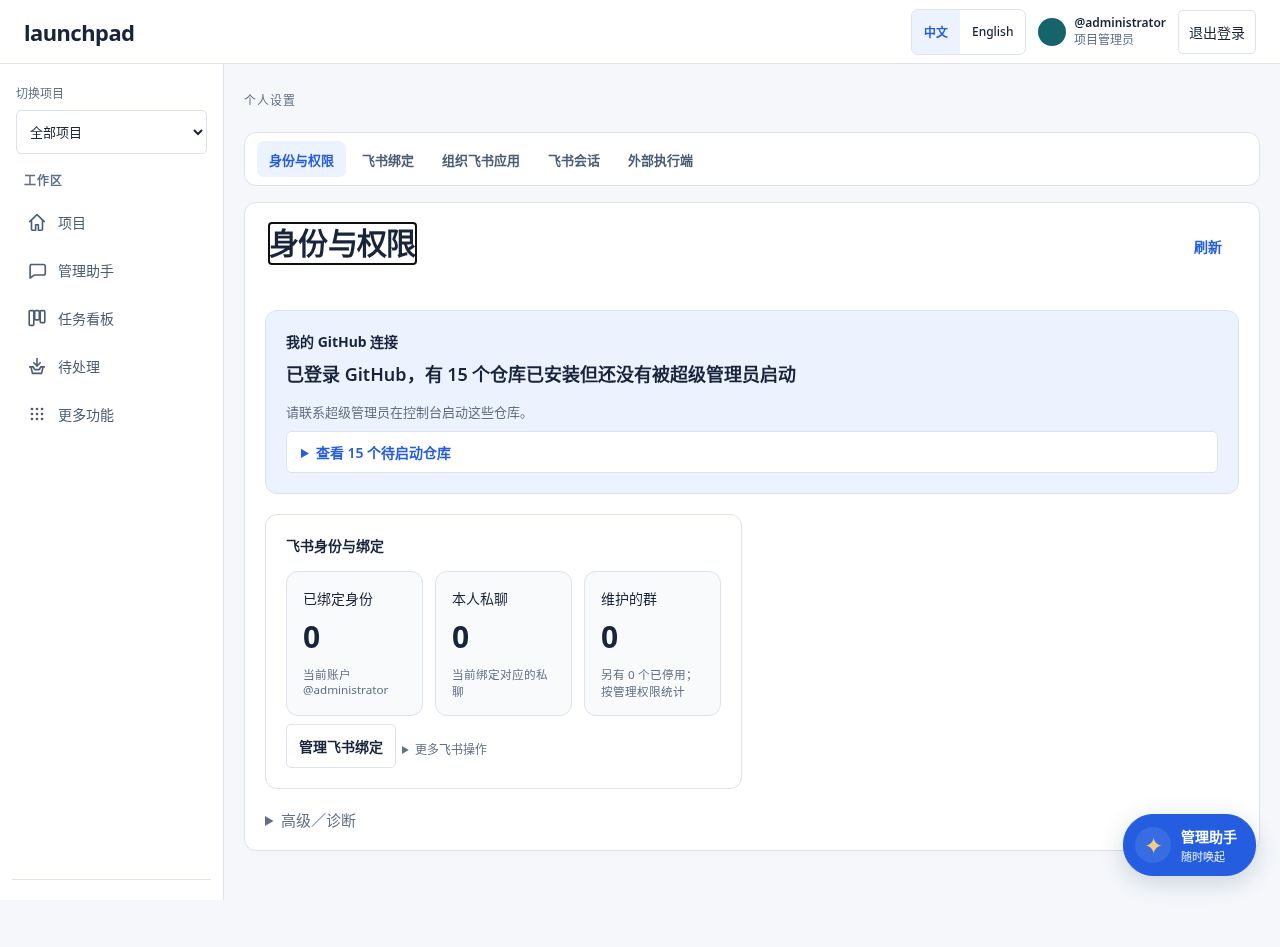 launchpad
中文
English
@administrator
项目管理员
退出登录
切换项目
全部项目
工作区
项目
管理助手
任务看板
待处理
更多功能
个人设置
身份与权限
飞书绑定
组织飞书应用
飞书会话
外部执行端
身份与权限
刷新
我的 GitHub 连接
已登录 GitHub，有 15 个仓库已安装但还没有被超级管理员启动
请联系超级管理员在控制台启动这些仓库。
查看 15 个待启动仓库
飞书身份与绑定
已绑定身份
0
当前账户
@administrator
本人私聊
0
当前绑定对应的私
聊
维护的群
0
另有 0 个已停用；
按管理权限统计
管理飞书绑定
更多飞书操作
高级／诊断
管理助手
随时唤起